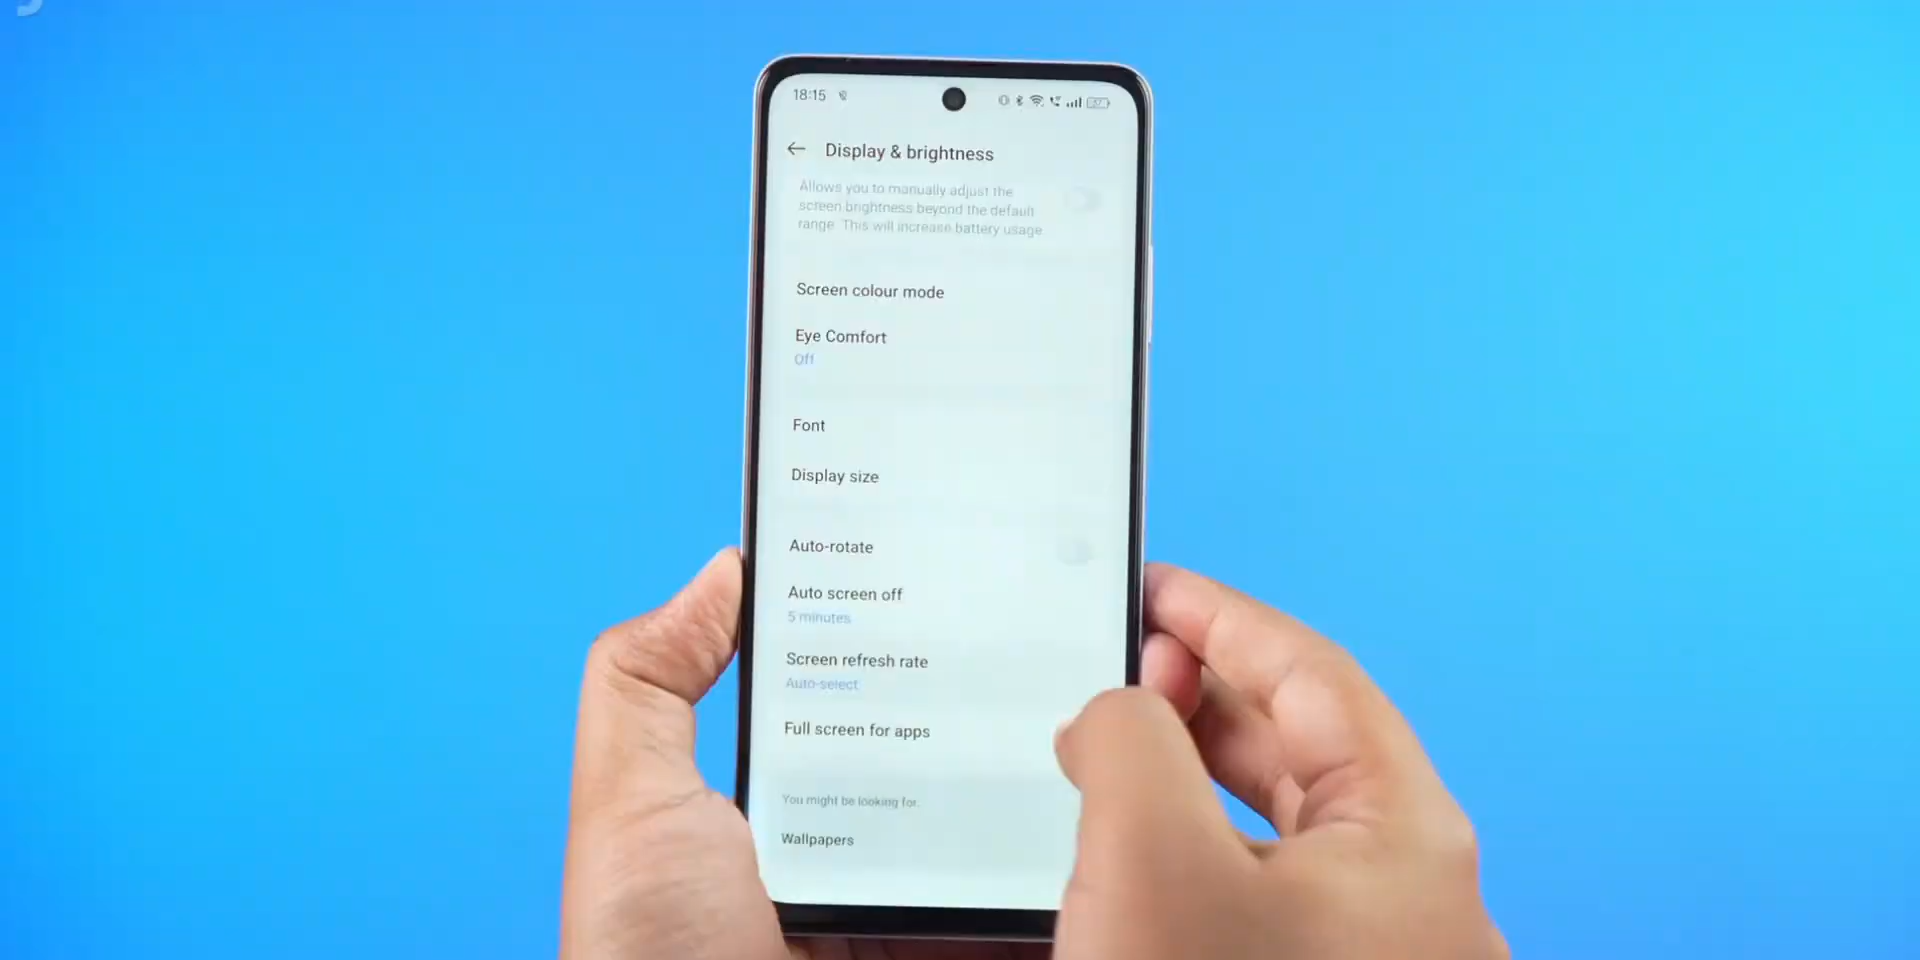 18:15
Display & brightness
Allows you to manually adjust the
screen brightness beyond the default
range. This will increase battery usage
Screen colour mode
Eye Comfort
Off
Font
Display size
Auto-rotate
Auto screen off
5 minutes
Screen refresh rate
Auto-select
Full screen for apps
You might be looking for:
Wallpapers